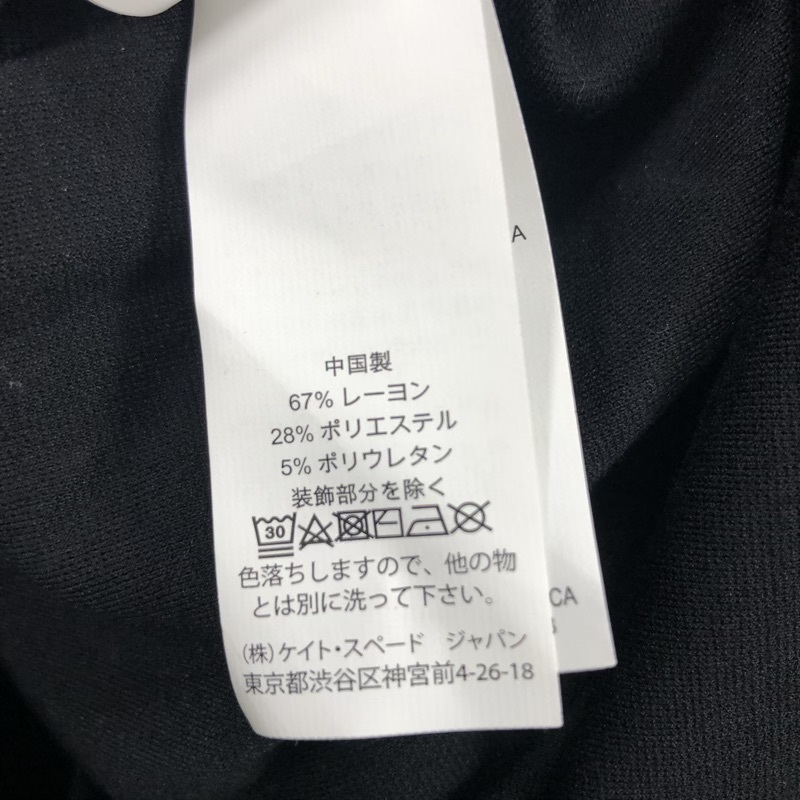 中国製
67% レーヨン
28% ポリエステル
5% ポリウレタン
装飾部分を除く
30
色落ちしますので、他の物
とは別に洗って下さい。
(株)ケイト・スペード ジャパン
東京都渋谷区神宮前4-26-18
A
CA